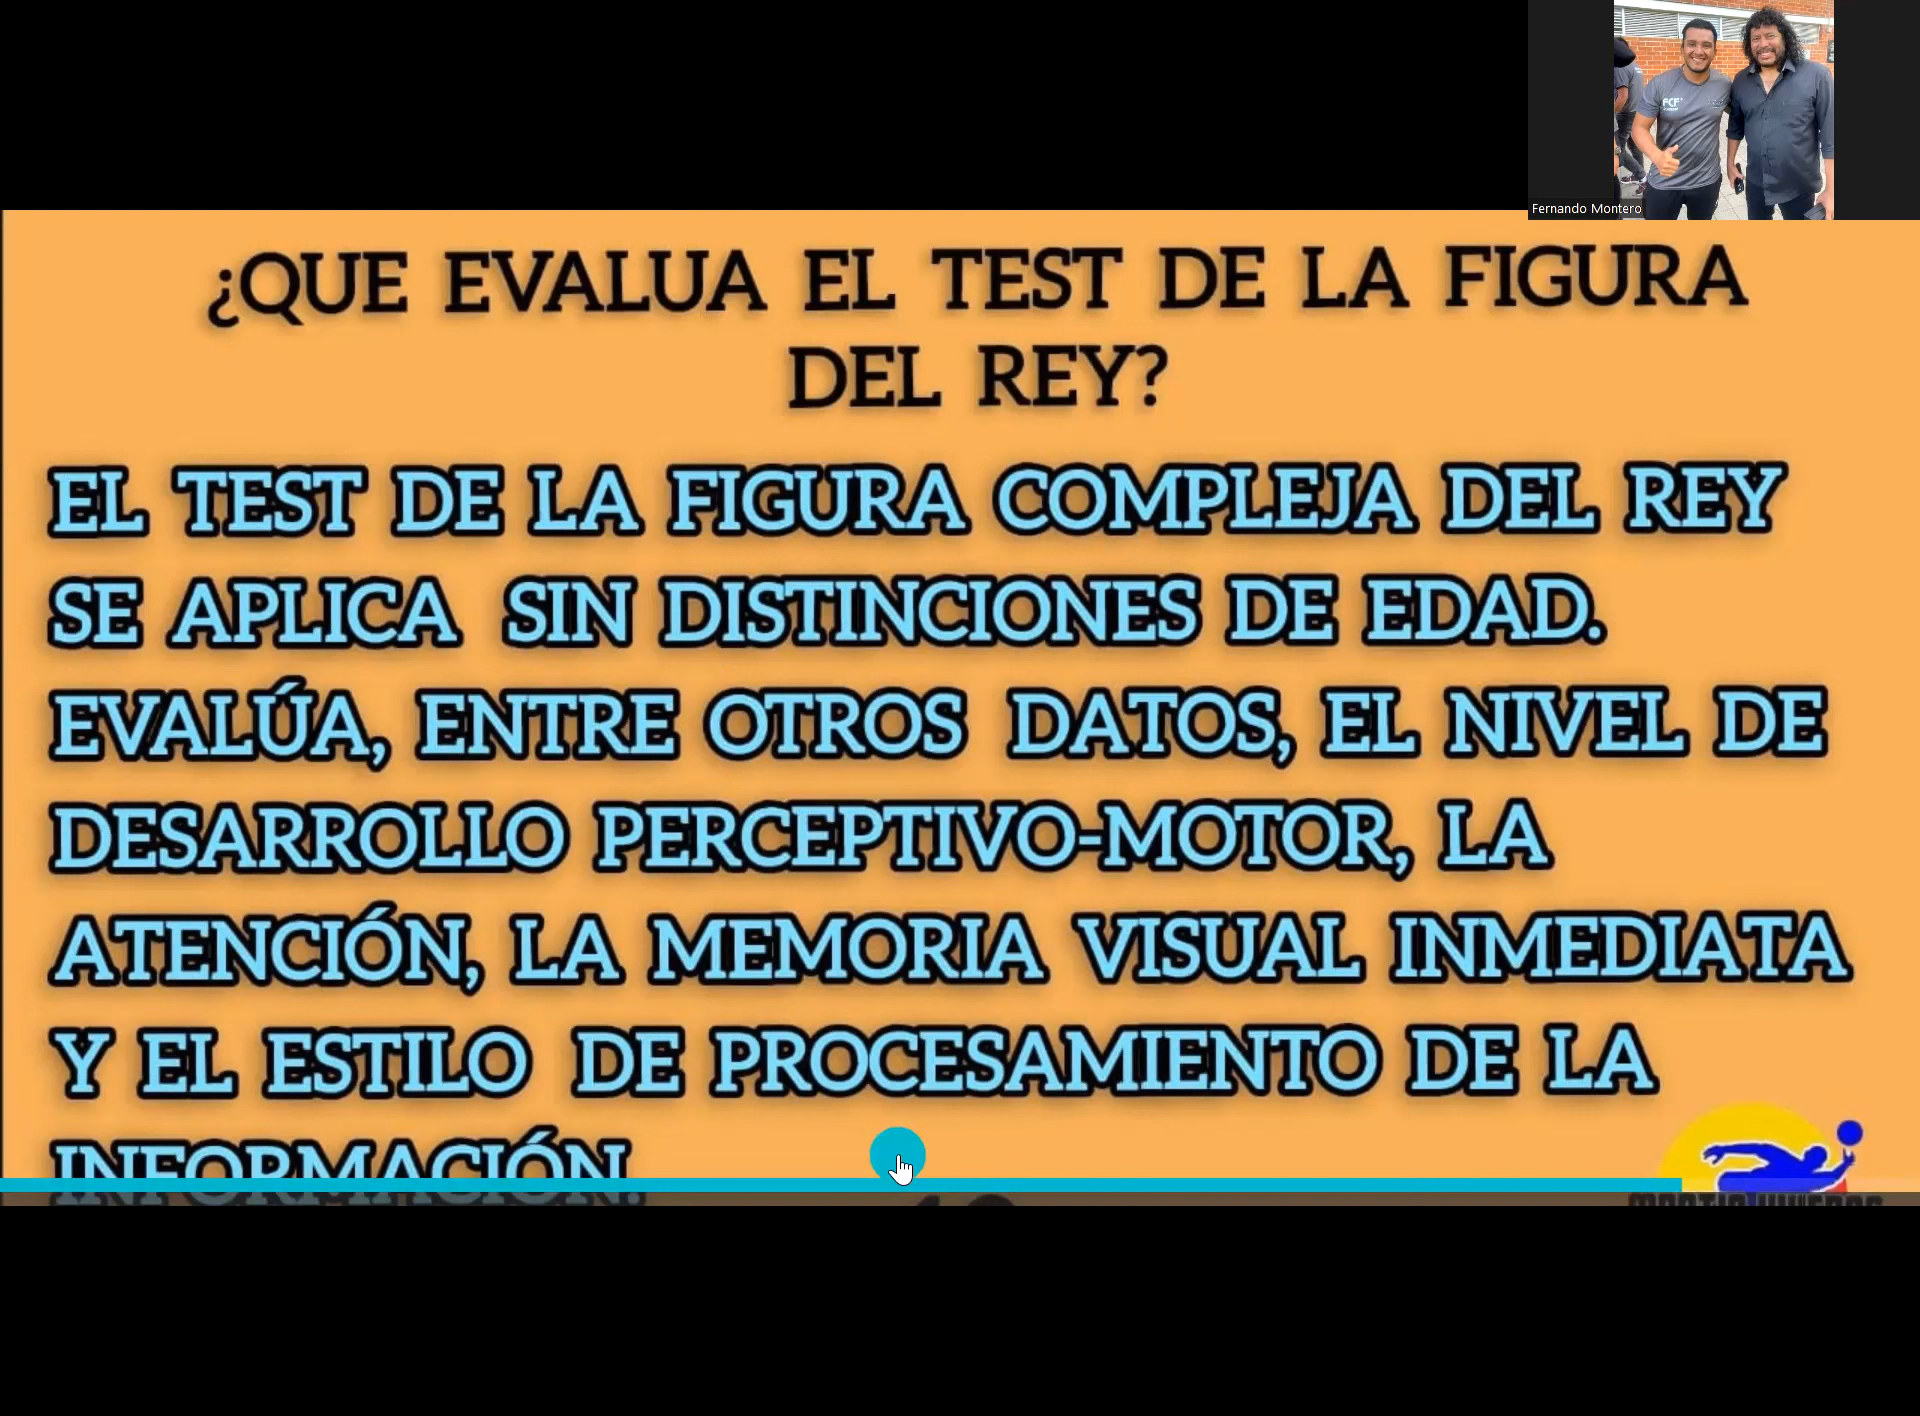 FCF
Fernando Montero
¿QUE EVALUA EL TEST DE LA FIGURA
DEL REY?
EL TEST DE LA FIGURA COMPLEJA DEL REY
SE APLICA SIN DISTINCIONES DE EDAD.
EVALÚA, ENTRE OTROS DATOS, EL NIVEL DE
DESARROLLO PERCEPTIVO-MOTOR, LA
ATENCIÓN, LA MEMORIA VISUAL INMEDIATA
Y EL ESTILO DE PROCESAMIENTO DE LA
INFORMACIÓN.